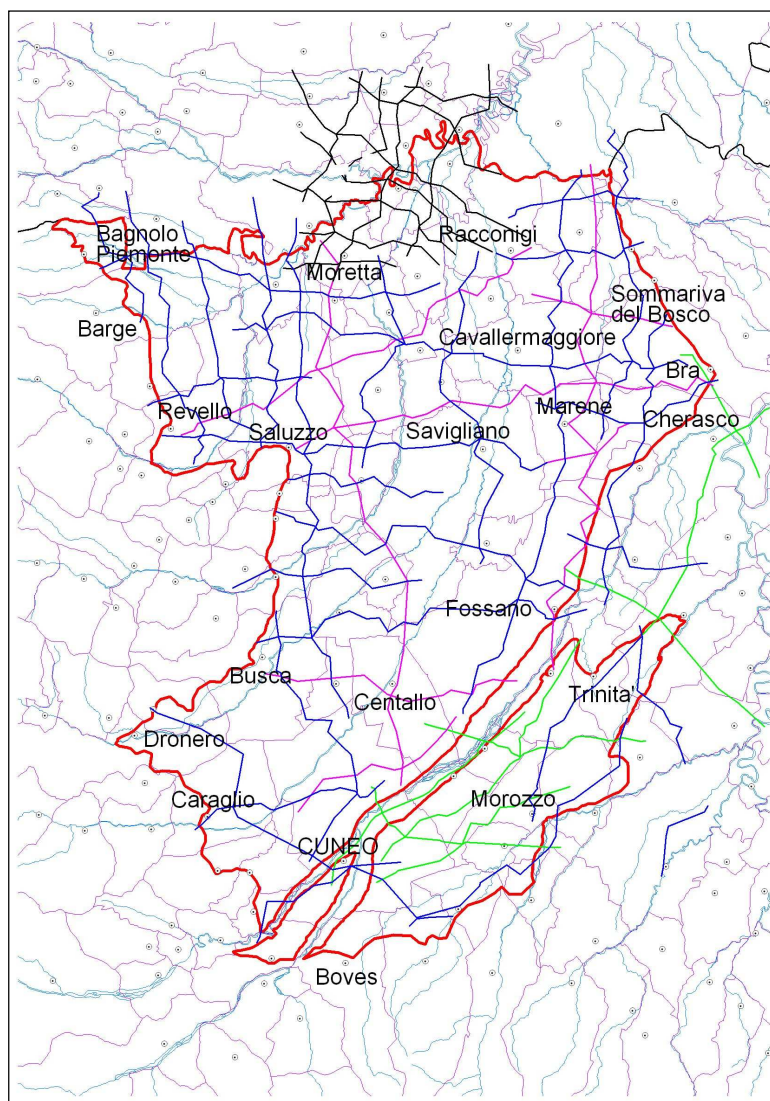 Bagnolo
Piemonte
Racconigi
Moretta
Sommariva
del Bosco
Barge
Cavallermaggiore
Bra
Revello
Marene
Cherasco
Saluzzo
Savigliano
Fossano
Busca
Centallo
Trinita'
Dronero
Caraglio
Morozzo
CUNEO
Boves